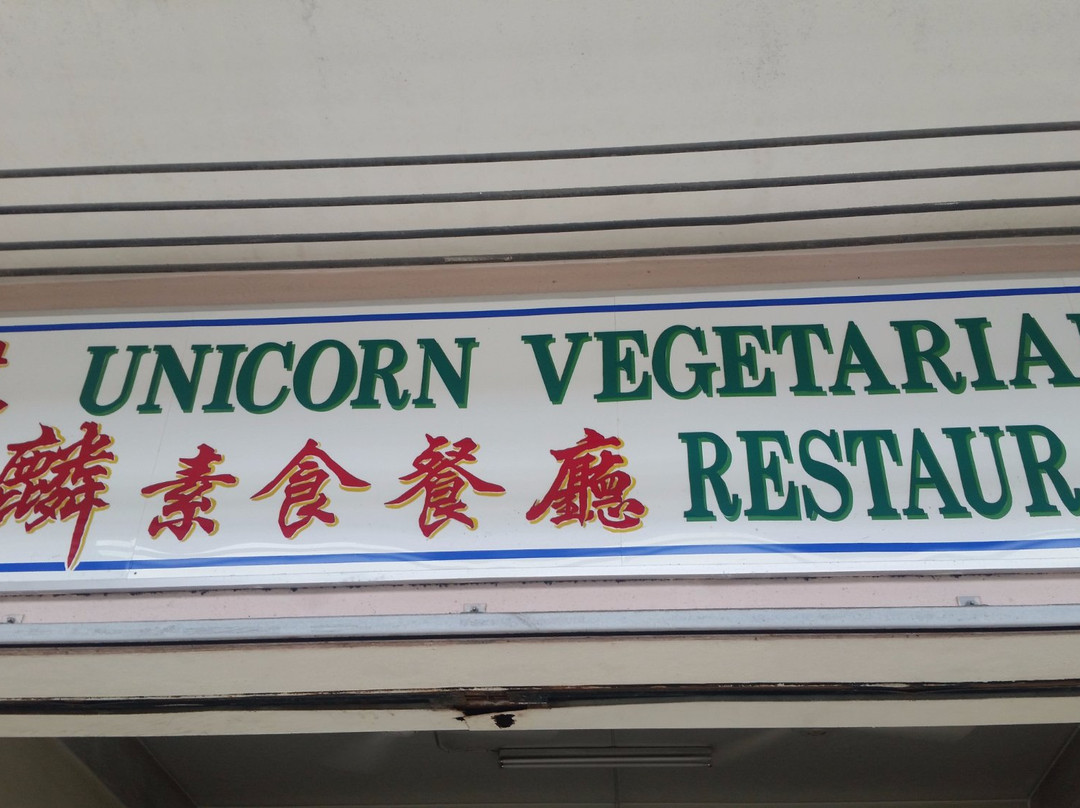 UNICORN VEGETARIA
麟素食餐廳 RESTAUR